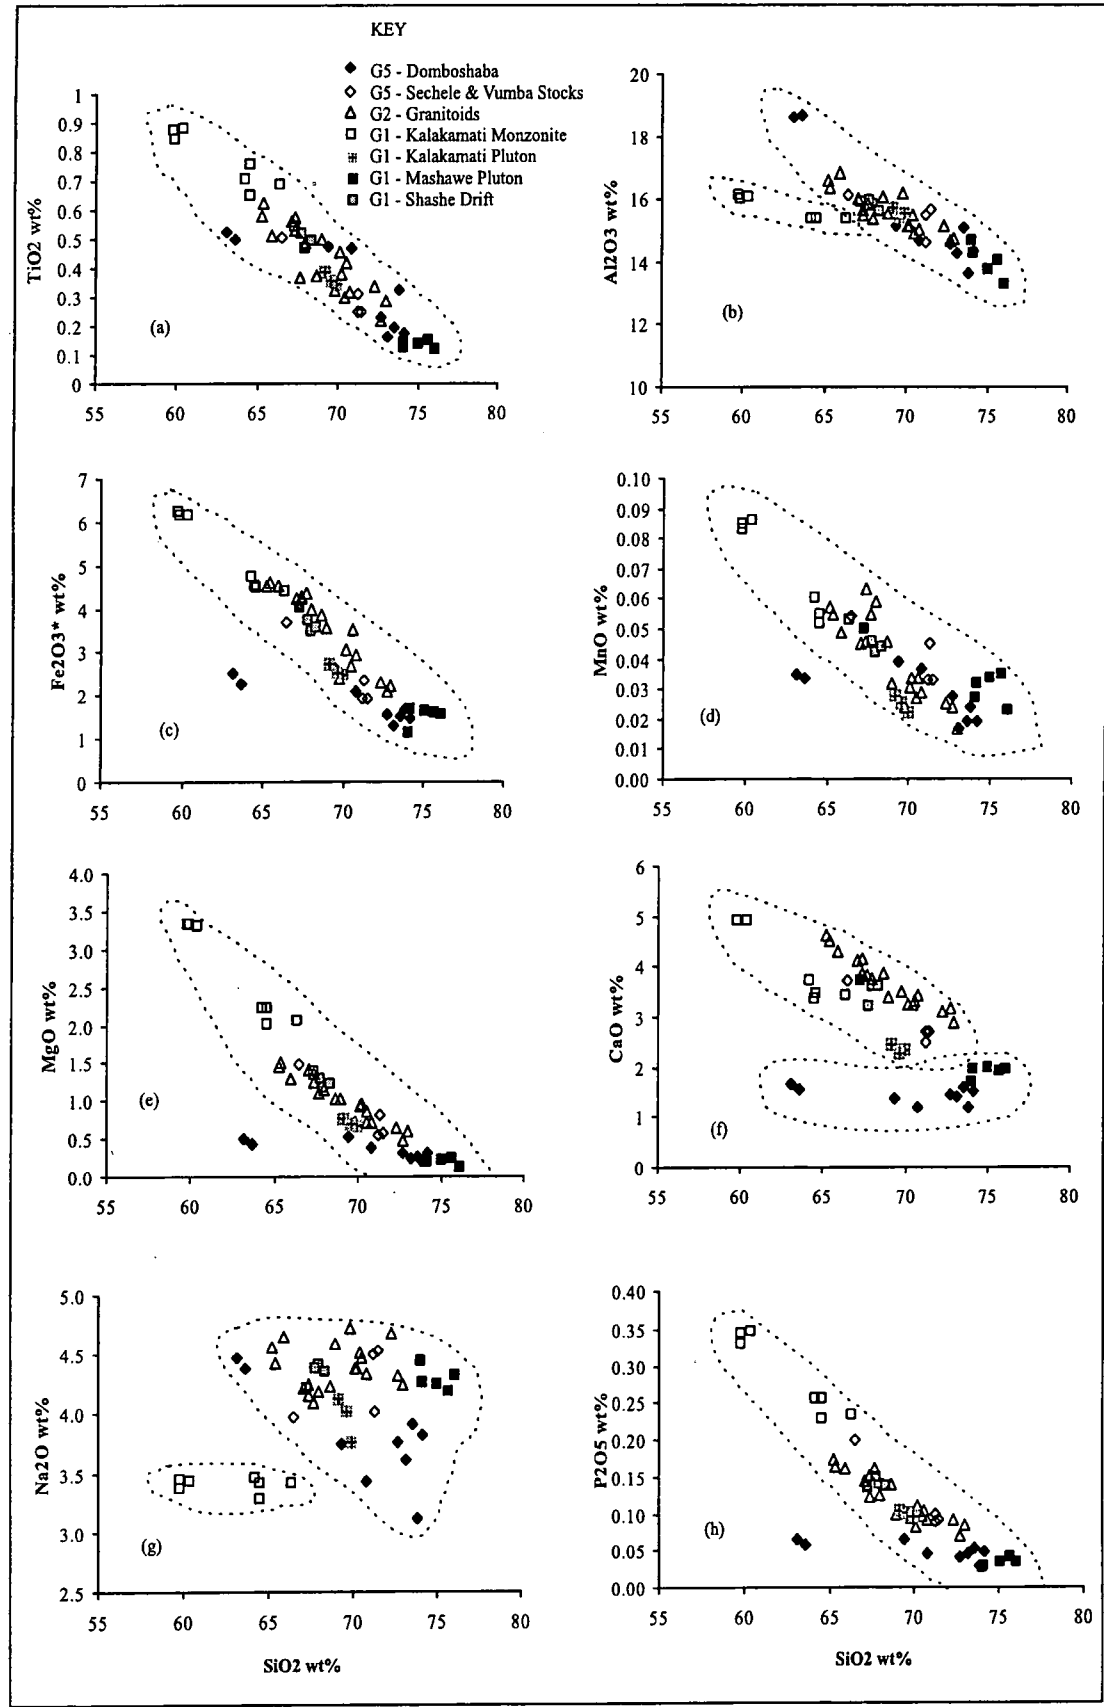 KEY
G5 - Domboshaba
G5 - Sechele & Vumba Stocks
G2 - Granitoids
G1 - Kalakamati Monzonite
G1 - Kalakamati Pluton
G1 - Mashawe Pluton
G1 - Shashe Drift
TiO2 wt%
1
0.9
0.8
0.7
0.6
0.5
0.4
0.3
0.2
0.1
0
(a)
55 60 65 70 75 80
Al2O3 wt%
20
18
16
14
12
10
(b)
55 60 65 70 75 80
Fe2O3* wt%
7
6
5
4
3
2
1
0
(c)
55 60 65 70 75 80
MnO wt%
0.10
0.09
0.08
0.07
0.06
0.05
0.04
0.03
0.02
0.01
0.00
(d)
55 60 65 70 75 80
MgO wt%
4.0
3.5
3.0
2.5
2.0
1.5
1.0
0.5
0.0
(e)
55 60 65 70 75 80
CaO wt%
6
5
4
3
2
1
0
(f)
55 60 65 70 75 80
Na2O wt%
5.0
4.5
4.0
3.5
3.0
2.5
(g)
55 60 65 70 75 80
SiO2 wt%
P2O5 wt%
0.40
0.35
0.30
0.25
0.20
0.15
0.10
0.05
0.00
(h)
55 60 65 70 75 80
SiO2 wt%